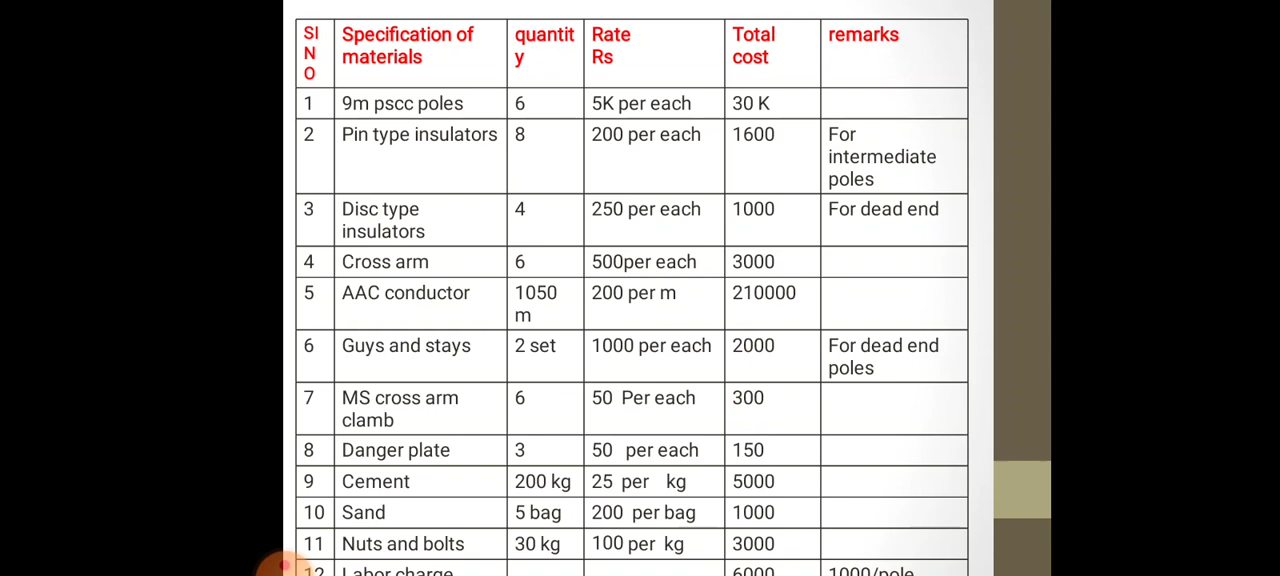 SI N O Specification of materials quantit y Rate Rs Total cost remarks
1 9m pscc poles 6 5K per each 30 K
2 Pin type insulators 8 200 per each 1600 For intermediate poles
3 Disc type insulators 4 250 per each 1000 For dead end
4 Cross arm 6 500per each 3000
5 AAC conductor 1050 m 200 per m 210000
6 Guys and stays 2 set 1000 per each 2000 For dead end poles
7 MS cross arm clamb 6 50 Per each 300
8 Danger plate 3 50 per each 150
9 Cement 200 kg 25 per kg 5000
10 Sand 5 bag 200 per bag 1000
11 Nuts and bolts 30 kg 100 per kg 3000
12 Labor charge 6000 1000/pole